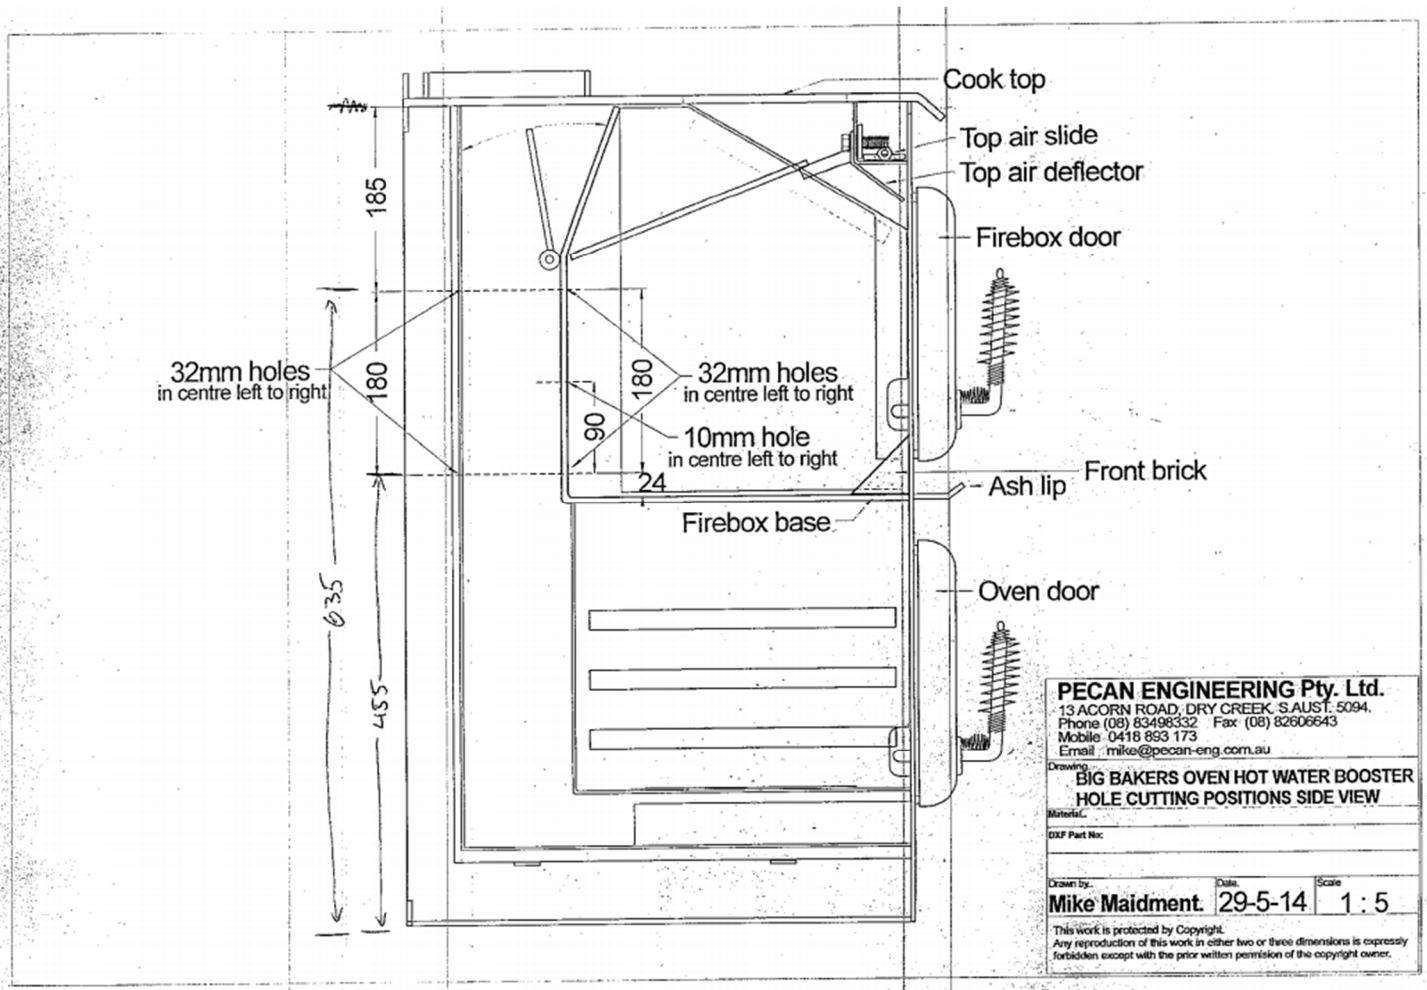 Cook top
Top air slide
Top air deflector
185
Firebox door
32mm holes
in centre left to right
180
180
32mm holes
in centre left to right
90
10mm hole
in centre left to right
24
Front brick
Ash lip
Firebox base
635
455
Oven door
PECAN ENGINEERING Pty. Ltd.
13 ACORN ROAD, DRY CREEK. S.AUST. 5094.
Phone (08) 83498332 Fax (08) 82606643
Mobile 0418 893 173
Email mike@pecan-eng.com.au
Drawing.
BIG BAKERS OVEN HOT WATER BOOSTER
HOLE CUTTING POSITIONS SIDE VIEW
Material.
DXF Part No:
Drawn by. Date. Scale
Mike Maidment. 29-5-14 1 : 5
This work is protected by Copyright.
Any reproduction of this work in either two or three dimensions is expressly
forbidden except with the prior written permision of the copyright owner.